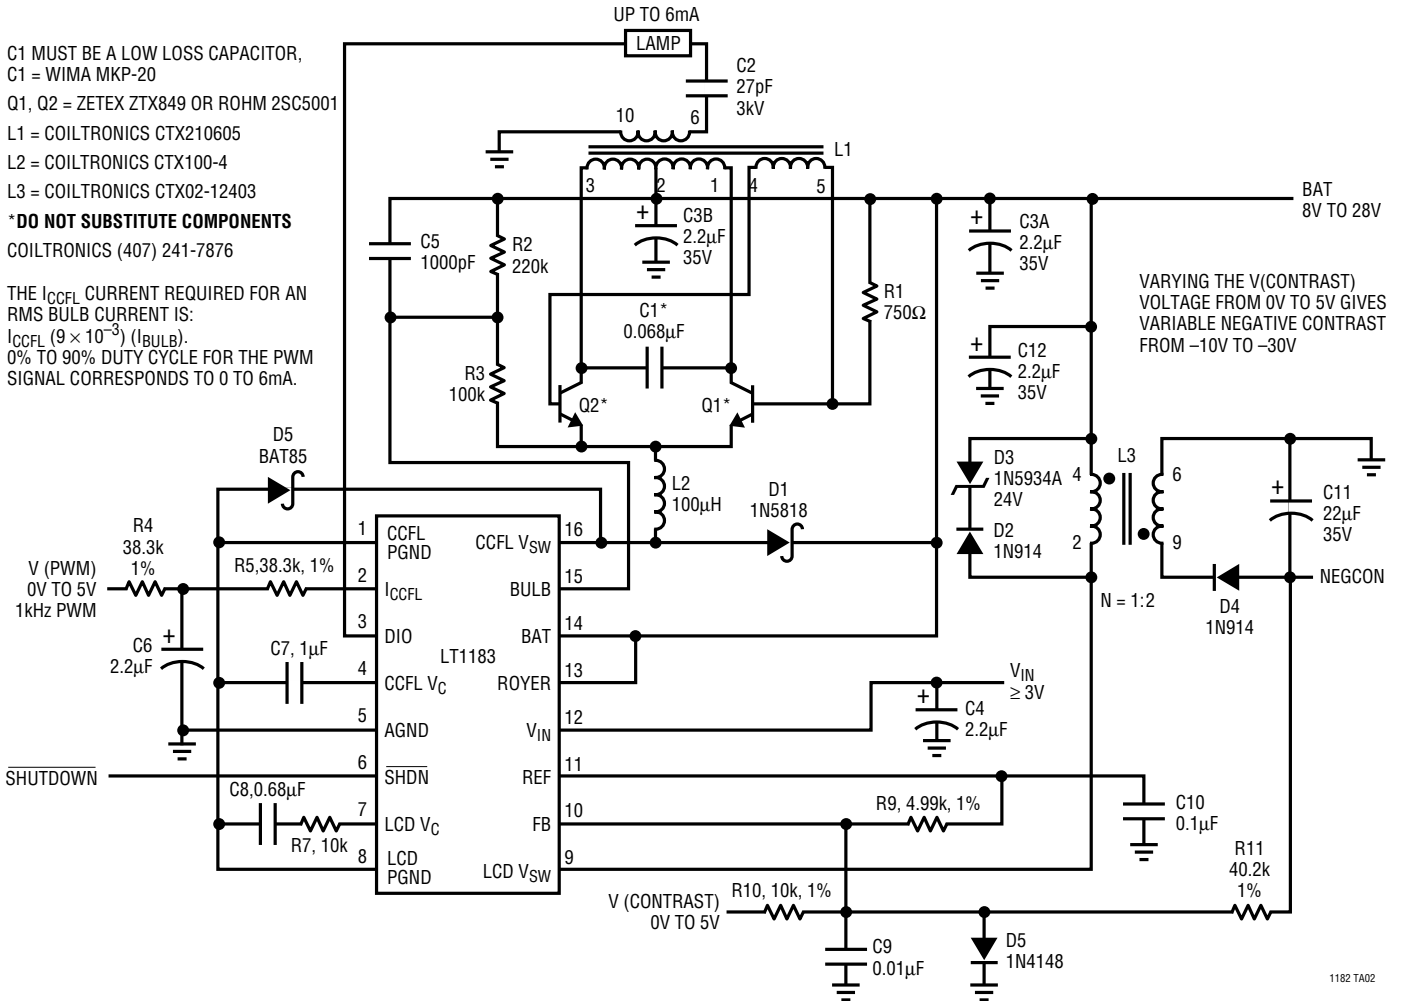 UP TO 6mA
LAMP
C1 MUST BE A LOW LOSS CAPACITOR,
C1 = WIMA MKP-20
Q1, Q2 = ZETEX ZTX849 OR ROHM 2SC5001
L1 = COILTRONICS CTX210605
L2 = COILTRONICS CTX100-4
L3 = COILTRONICS CTX02-12403
*DO NOT SUBSTITUTE COMPONENTS
COILTRONICS (407) 241-7876
THE ICCFL CURRENT REQUIRED FOR AN
RMS BULB CURRENT IS:
ICCFL (9 × 10–3) (IBULB).
0% TO 90% DUTY CYCLE FOR THE PWM
SIGNAL CORRESPONDS TO 0 TO 6mA.
C2
27pF
3kV
10
6
L1
3
2
1
4
5
BAT
8V TO 28V
C5
1000pF
R2
220k
+
C3B
2.2µF
35V
R1
750Ω
+
C3A
2.2µF
35V
C1*
0.068µF
+
C12
2.2µF
35V
VARYING THE V(CONTRAST)
VOLTAGE FROM 0V TO 5V GIVES
VARIABLE NEGATIVE CONTRAST
FROM –10V TO –30V
R3
100k
Q2*
Q1*
D5
BAT85
L2
100µH
D1
1N5818
D3
1N5934A
24V
D2
1N914
4
2
L3
6
9
N = 1:2
+
C11
22µF
35V
D4
1N914
NEGCON
R4
38.3k
1%
V (PWM)
0V TO 5V
1kHz PWM
R5,38.3k, 1%
+
C6
2.2µF
C7, 1µF
SHUTDOWN
C8,0.68µF
R7, 10k
LT1183
1
CCFL
PGND
2
ICCFL
3
DIO
4
CCFL VC
5
AGND
6
SHDN
7
LCD VC
8
LCD
PGND
16
CCFL VSW
15
BULB
14
BAT
13
ROYER
12
VIN
11
REF
10
FB
9
LCD VSW
VIN
≥ 3V
+
C4
2.2µF
R9, 4.99k, 1%
C10
0.1µF
R11
40.2k
1%
V (CONTRAST)
0V TO 5V
R10, 10k, 1%
C9
0.01µF
D5
1N4148
1182 TA02